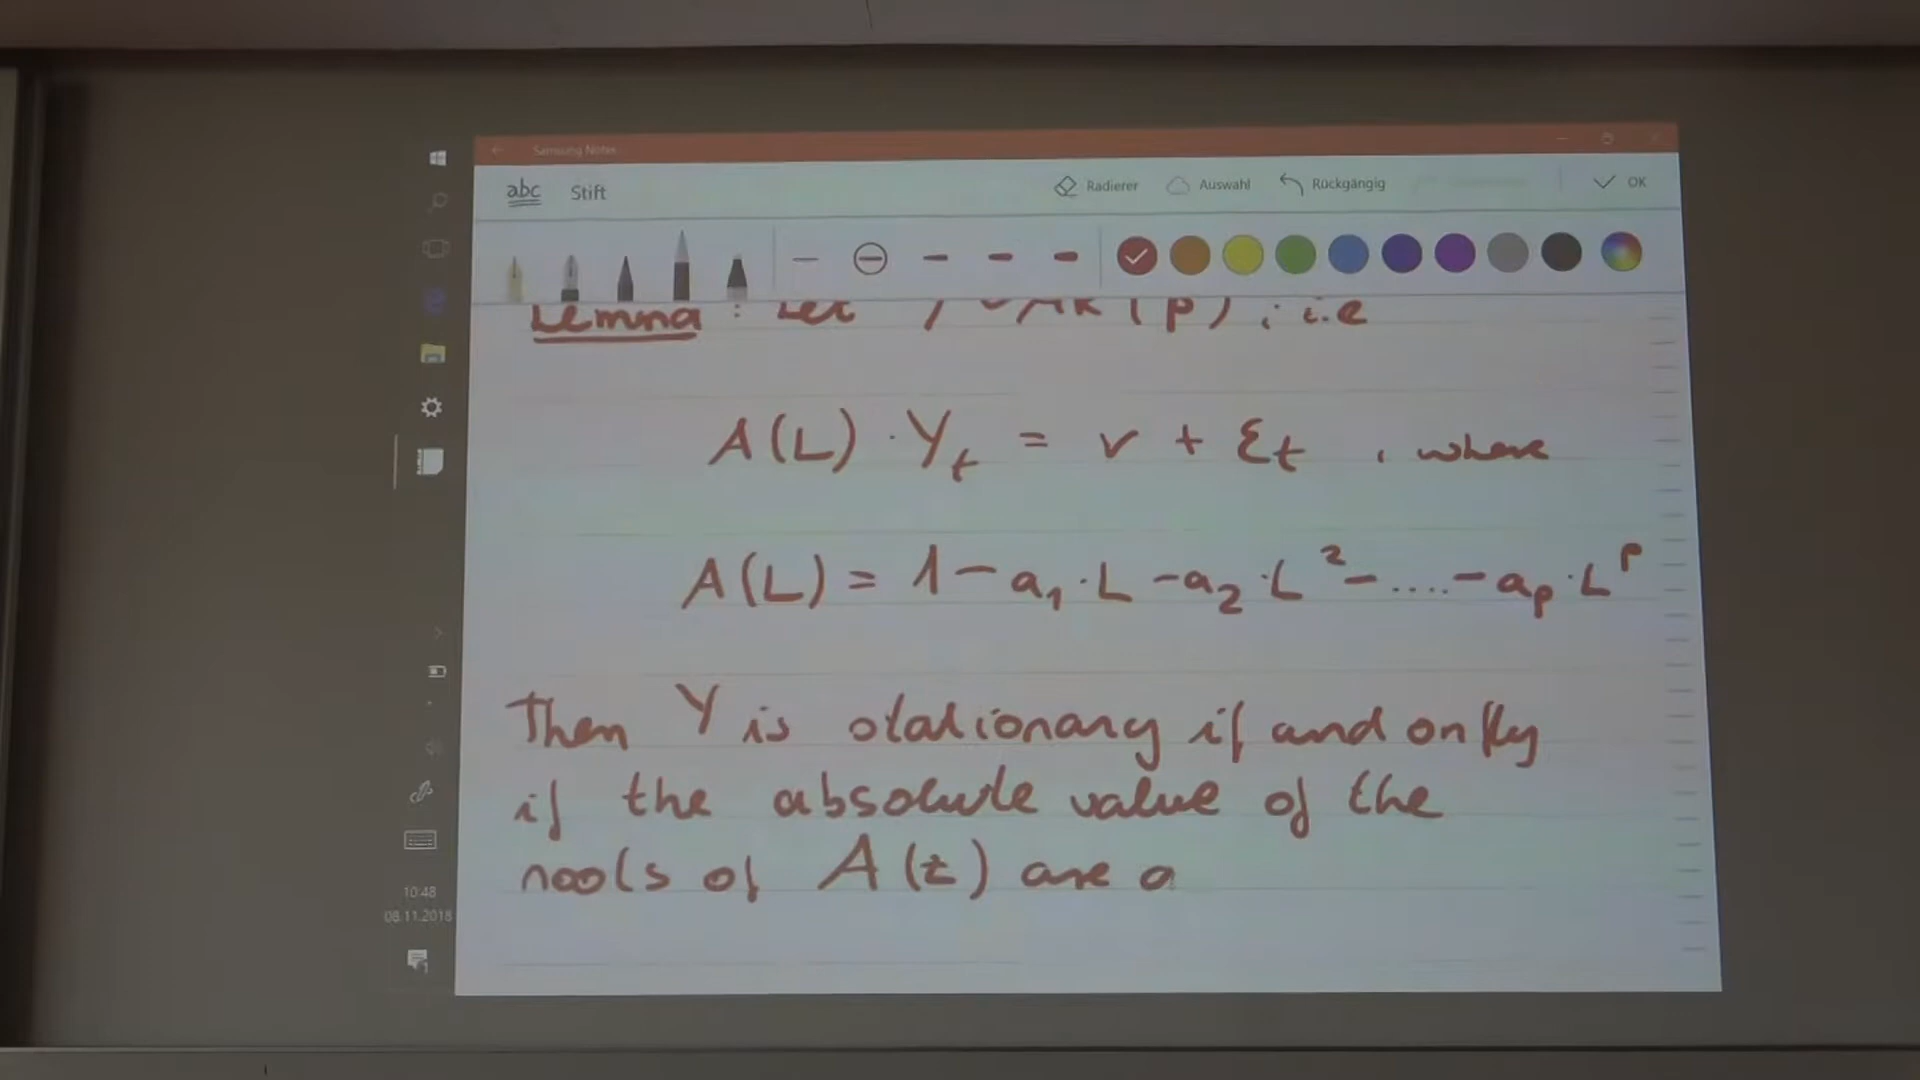 Samsung Notes
abc Stift Radierer Auswahl Rückgängig OK
Lemma : Let Y ~ AR(p), i.e
A(L) · Y_t = v + ε_t , where
A(L) = 1 - a_1 · L - a_2 · L^2 - .... - a_p · L^p
Then Y is stationary if and only
if the absolute value of the
roots of A(z) are a
10:48
08.11.2018